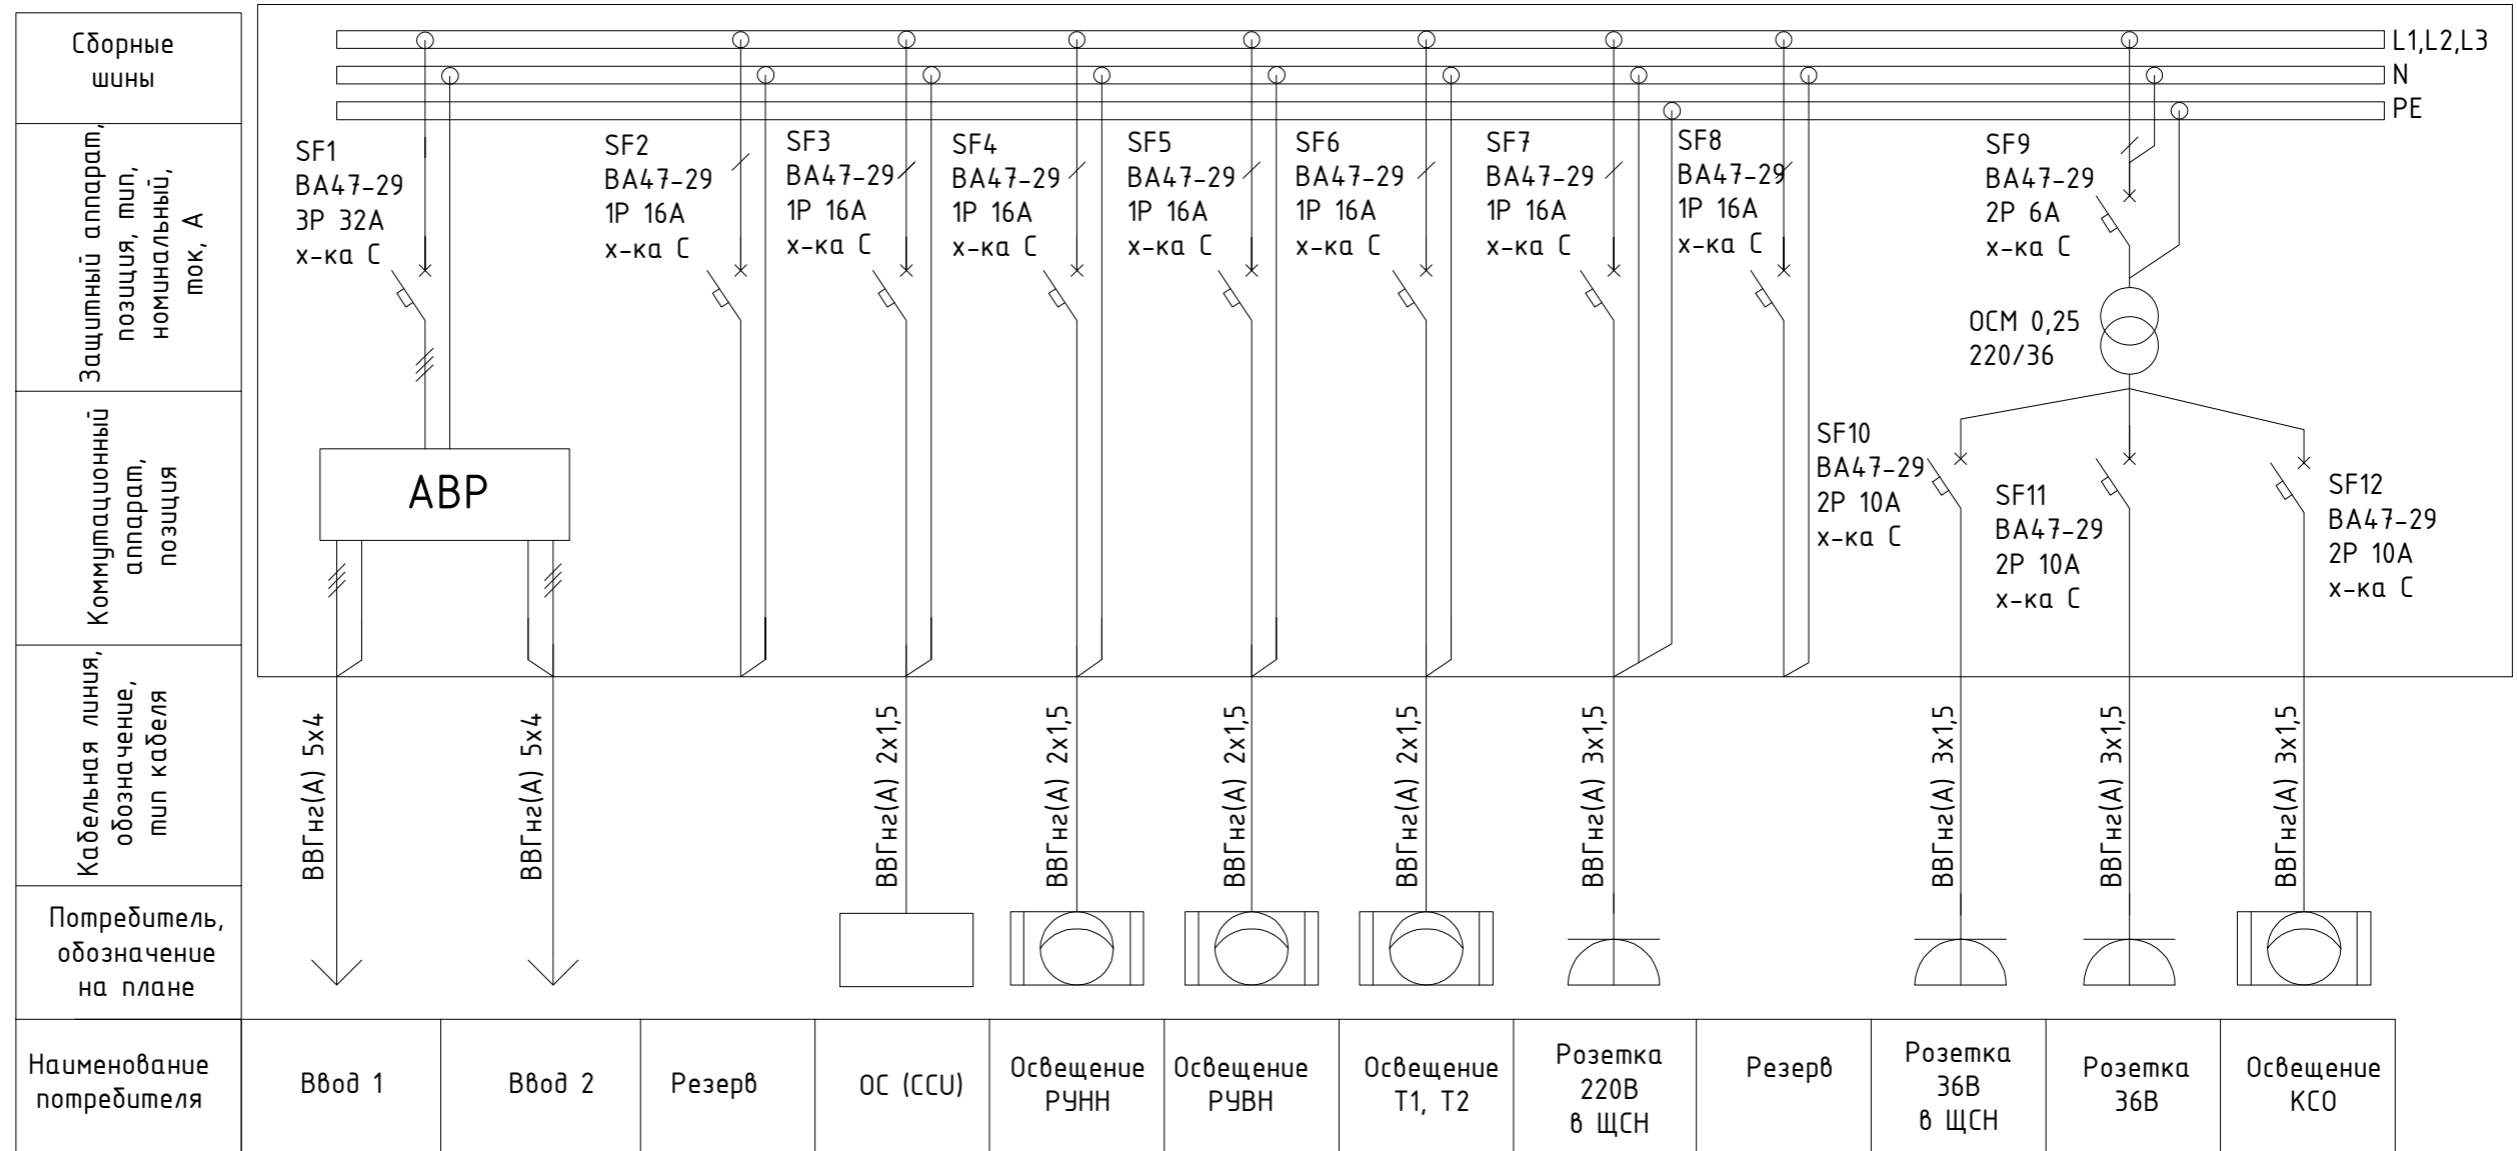 Сборные
шины
L1,L2,L3
N
PE
Защитный аппарат,
позиция, тип,
номинальный,
ток, А
SF1
ВА47-29
3Р 32А
х-ка С
SF2
ВА47-29
1Р 16А
х-ка С
SF3
ВА47-29
1Р 16А
х-ка С
SF4
ВА47-29
1Р 16А
х-ка С
SF5
ВА47-29
1Р 16А
х-ка С
SF6
ВА47-29
1Р 16А
х-ка С
SF7
ВА47-29
1Р 16А
х-ка С
SF8
ВА47-29
1Р 16А
х-ка С
SF9
ВА47-29
2Р 6А
х-ка С
ОСМ 0,25
220/36
Коммутационный
аппарат,
позиция
АВР
SF10
ВА47-29
2Р 10А
х-ка С
SF11
ВА47-29
2Р 10А
х-ка С
SF12
ВА47-29
2Р 10А
х-ка С
Кабельная линия,
обозначение,
тип кабеля
ВВГнг(А) 5х4
ВВГнг(А) 5х4
ВВГнг(А) 2х1,5
ВВГнг(А) 2х1,5
ВВГнг(А) 2х1,5
ВВГнг(А) 2х1,5
ВВГнг(А) 3х1,5
ВВГнг(А) 3х1,5
ВВГнг(А) 3х1,5
ВВГнг(А) 3х1,5
Потребитель,
обозначение
на плане
Наименование
потребителя
Ввод 1
Ввод 2
Резерв
ОС (CCU)
Освещение
РУНН
Освещение
РУВН
Освещение
Т1, Т2
Розетка
220В
в ЩСН
Резерв
Розетка
36В
в ЩСН
Розетка
36В
Освещение
КСО